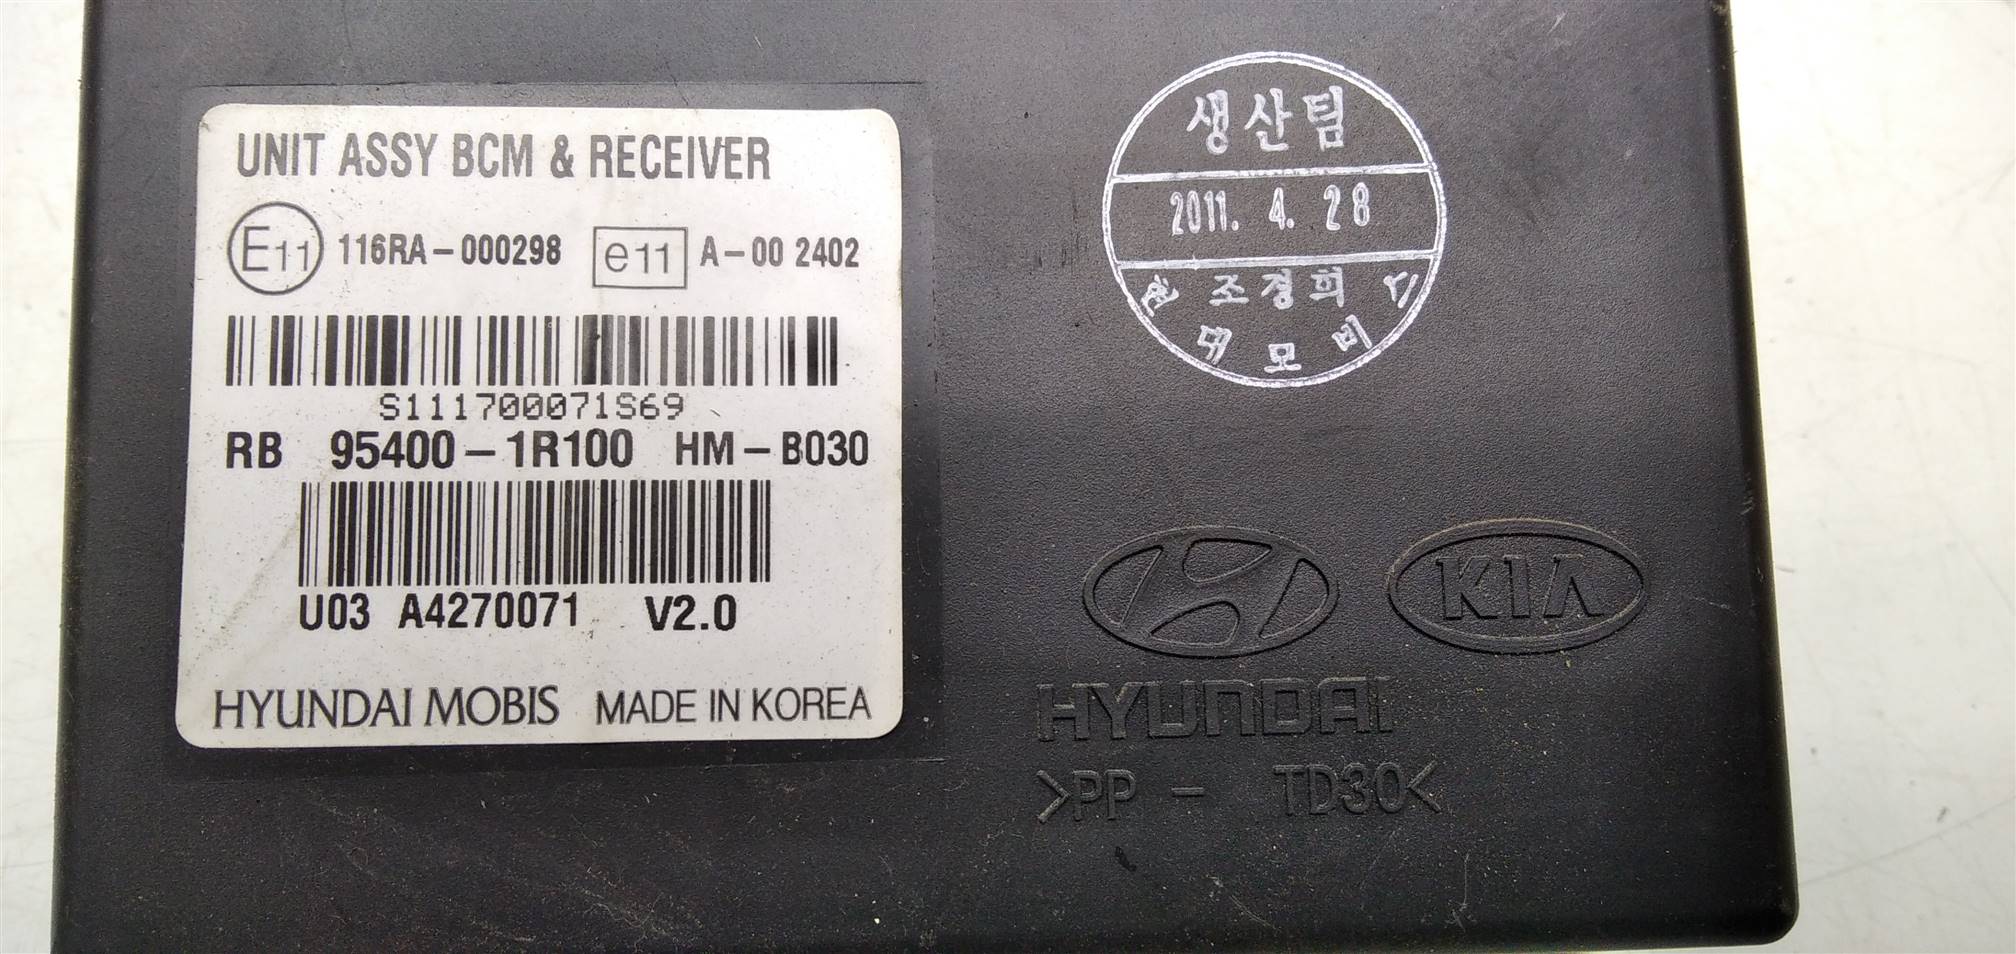 UNIT ASSY BCM & RECEIVER
E11 116RA-000298 e11 A-00 2402
S111700071S69
RB 95400-1R100 HM-B030
U03 A4270071 V2.0
HYUNDAI MOBIS MADE IN KOREA
생산팀
2011. 4. 28
조경희
현대모비스
KIA
HYUNDAI
>PP - TD30<